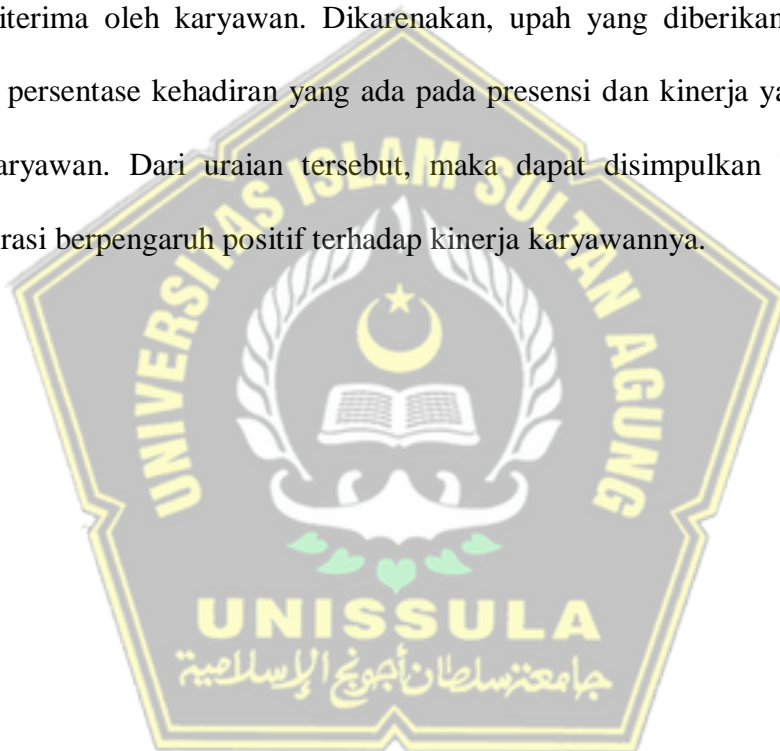 iterima oleh karyawan. Dikarenakan, upah yang diberikan
persentase kehadiran yang ada pada presensi dan kinerja ya
aryawan. Dari uraian tersebut, maka dapat disimpulkan
rasi berpengaruh positif terhadap kinerja karyawannya.
UNIVERSITAS ISLAM SULTAN AGUNG
UNISSULA
جامعة سلطان أجونج الإسلامية